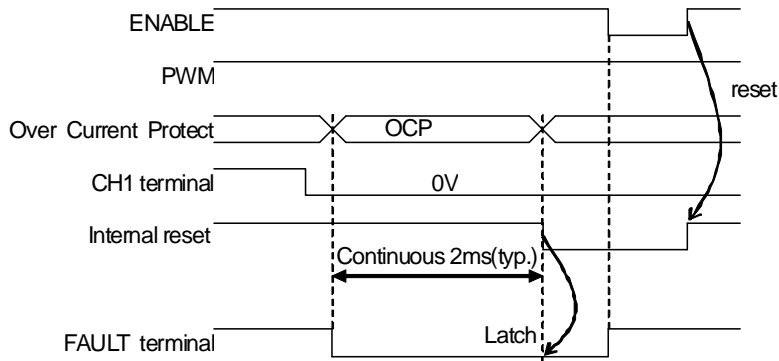 ENABLE
PWM
reset
Over Current Protect
OCP
CH1 terminal
0V
Internal reset
Continuous 2ms(typ.)
Latch
FAULT terminal